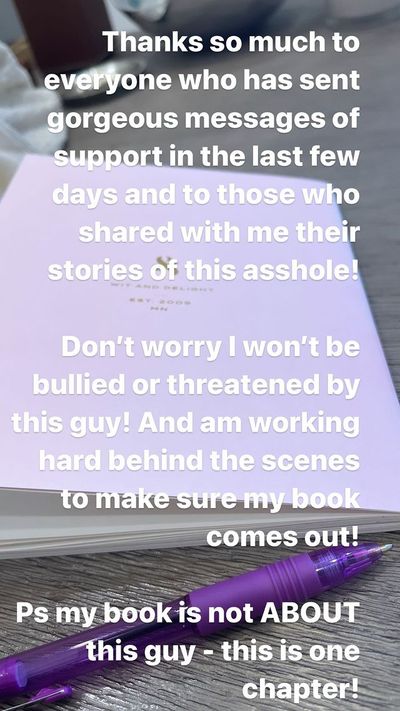 Thanks so much to
everyone who has sent
gorgeous messages of
support in the last few
days and to those who
shared with me their
stories of this asshole!
WIT AND DELIGHT
EST. 2009
MN
Don’t worry I won’t be
bullied or threatened by
this guy! And am working
hard behind the scenes
to make sure my book
comes out!
Ps my book is not ABOUT
this guy - this is one
chapter!